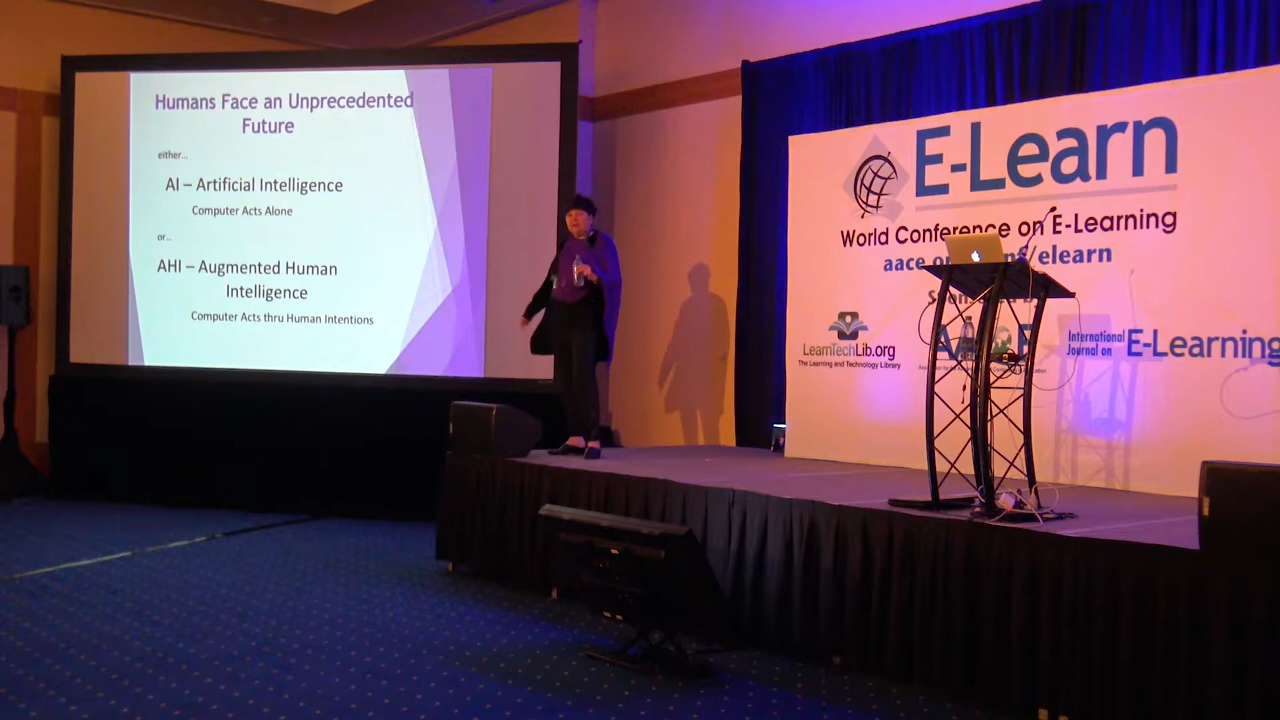 Humans Face an Unprecedented
Future
either...
AI – Artificial Intelligence
Computer Acts Alone
or...
AHI – Augmented Human
Intelligence
Computer Acts thru Human Intentions
E-Learn
World Conference on E-Learning
aace /elearn
LearnTechLib.org
The Learning and Technology Library
International
Journal on
E-Learning